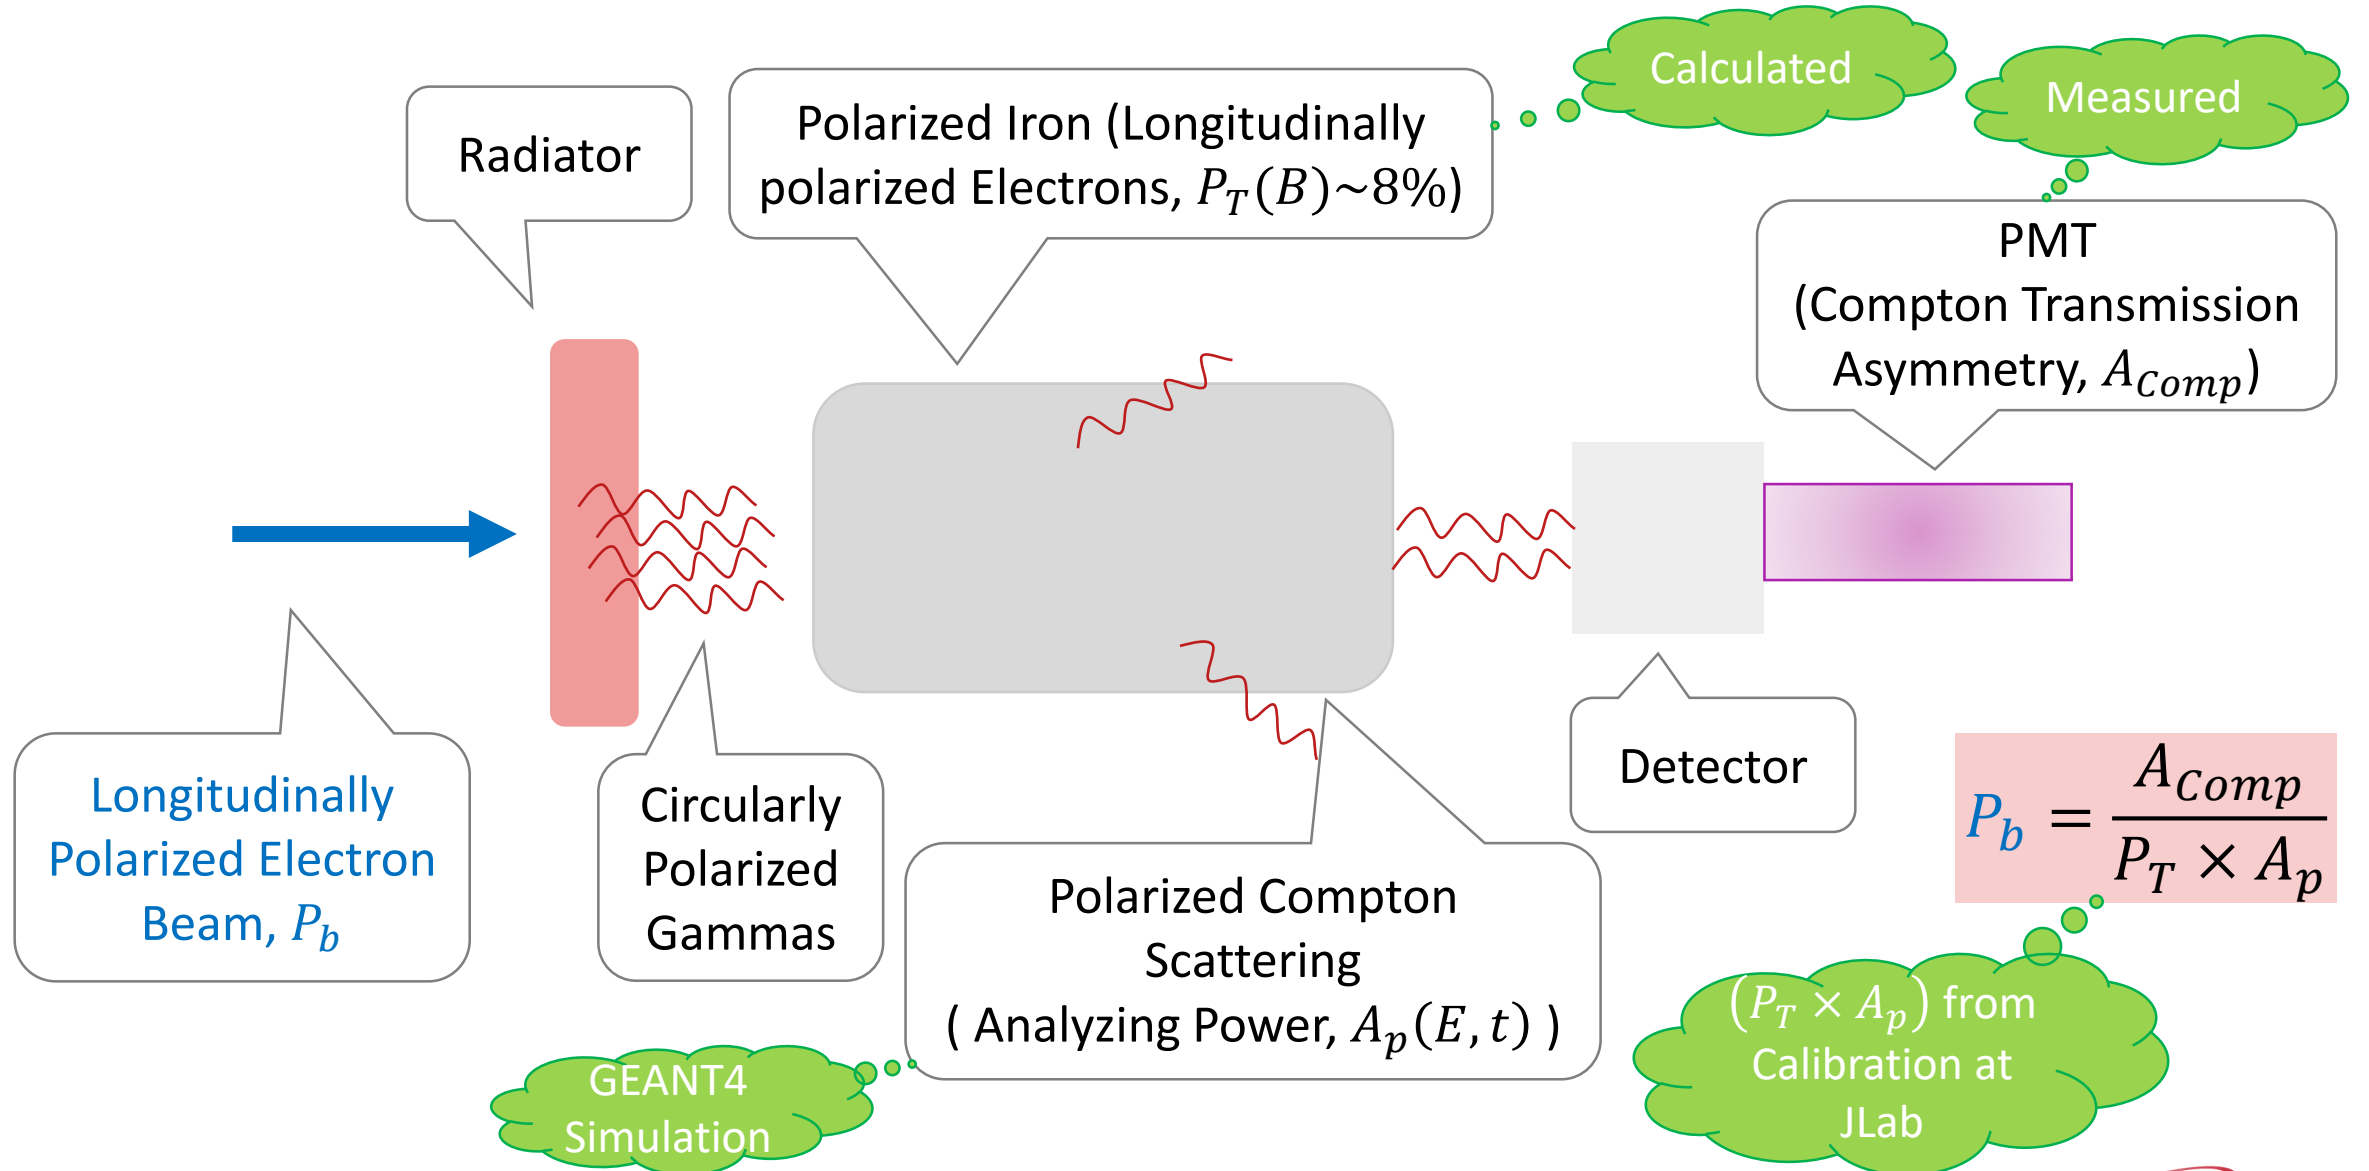 Calculated
Measured
Radiator
Polarized Iron (Longitudinally
polarized Electrons, P_T(B)~8%)
PMT
(Compton Transmission
Asymmetry, A_Comp)
Longitudinally
Polarized Electron
Beam, P_b
Circularly
Polarized
Gammas
Polarized Compton
Scattering
( Analyzing Power, A_p(E, t) )
Detector
P_b = A_Comp / (P_T × A_p)
GEANT4
Simulation
(P_T × A_p) from
Calibration at
JLab